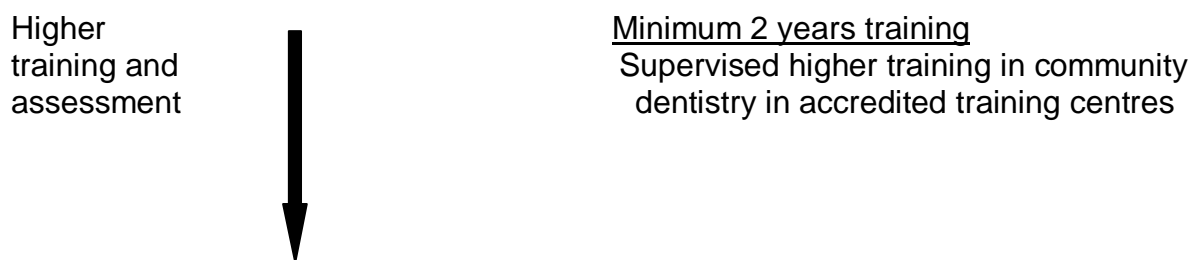 Higher
training and
assessment
Minimum 2 years training
Supervised higher training in community
dentistry in accredited training centres